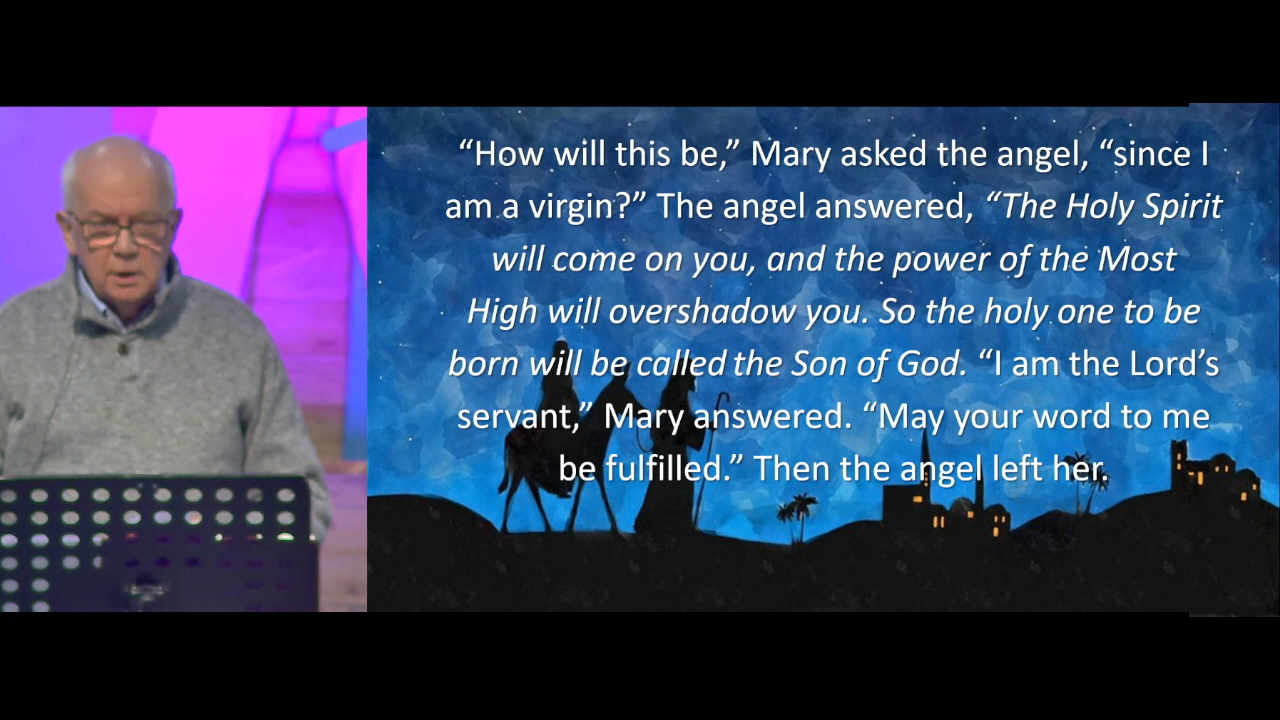 “How will this be,” Mary asked the angel, “since I
am a virgin?” The angel answered, “The Holy Spirit
will come on you, and the power of the Most
High will overshadow you. So the holy one to be
born will be called the Son of God. “I am the Lord’s
servant,” Mary answered. “May your word to me
be fulfilled.” Then the angel left her.